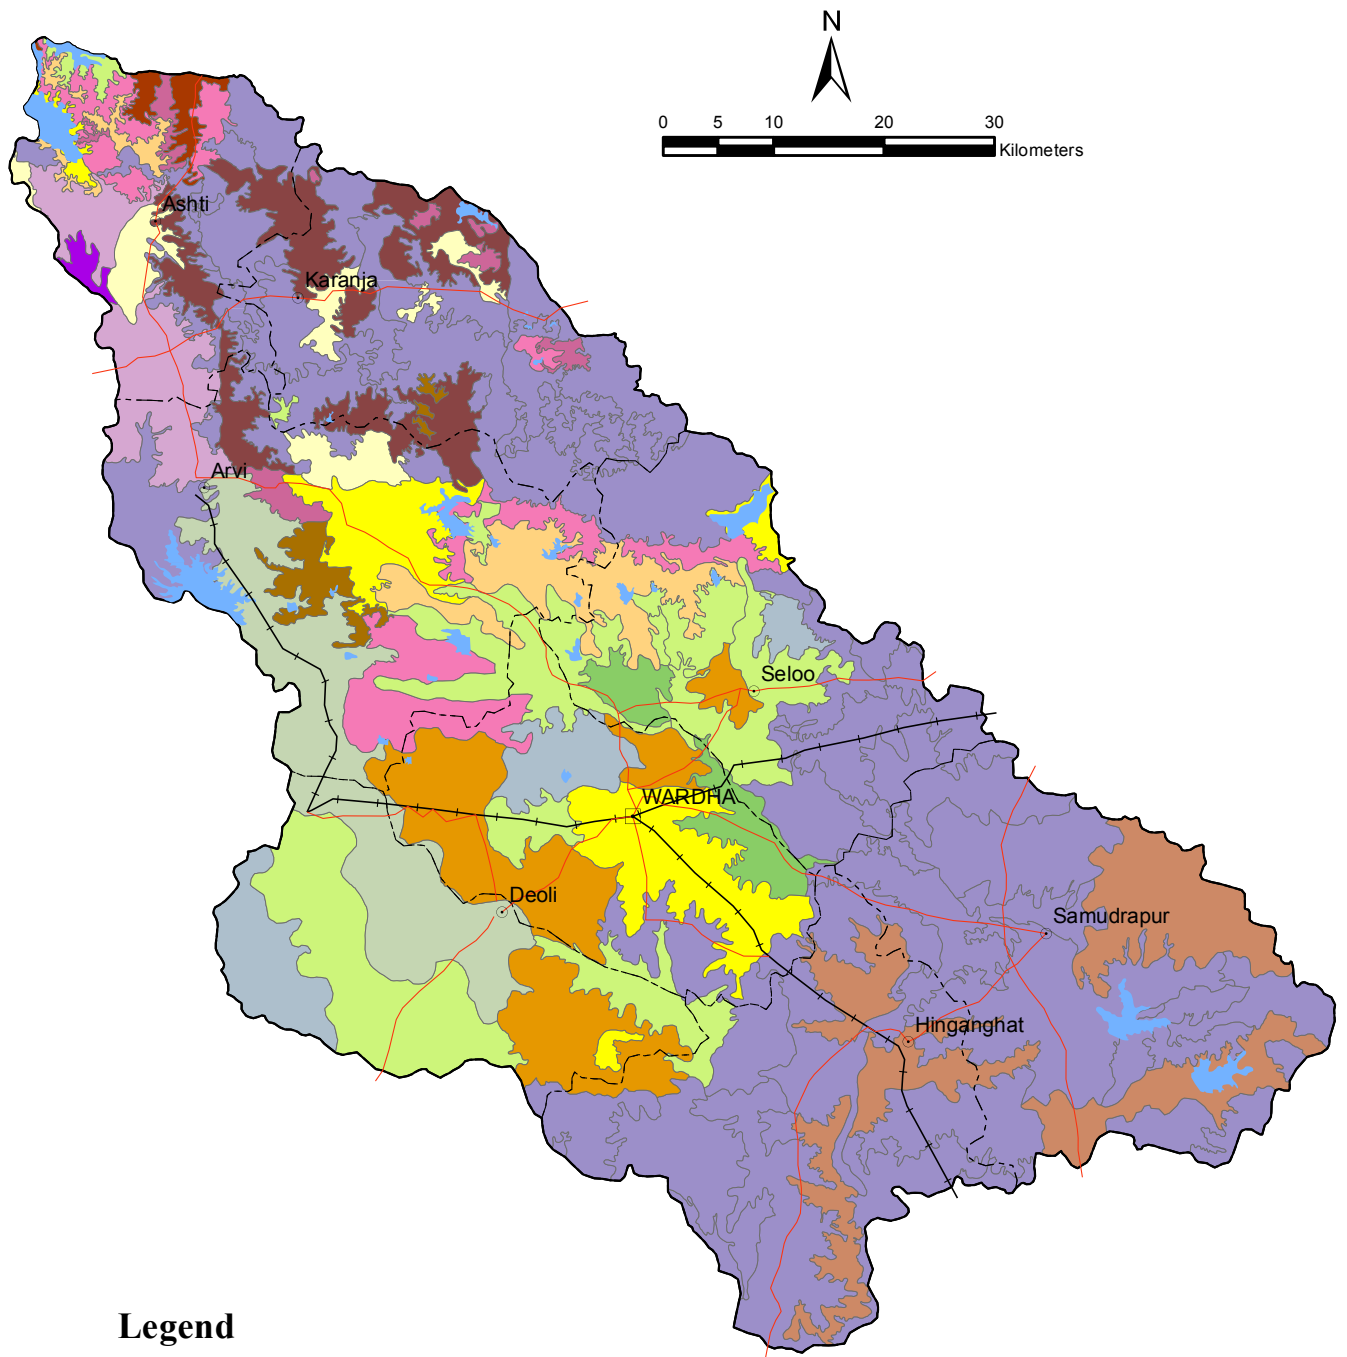 N
0 5 10 20 30
Kilometers
Ashti
Karanja
Arvi
Seloo
WARDHA
Deoli
Samudrapur
Hinganghat
Legend